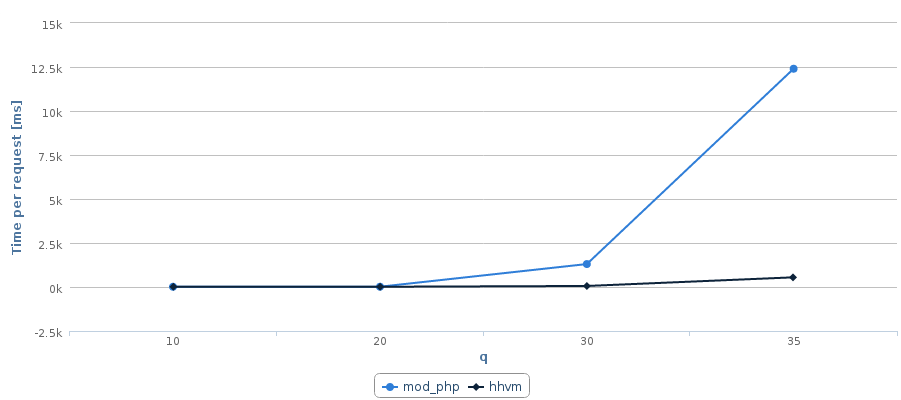 15k
12.5k
10k
7.5k
5k
2.5k
0k
-2.5k
Time per request [ms]
10 20 30 35
q
mod_php hhvm